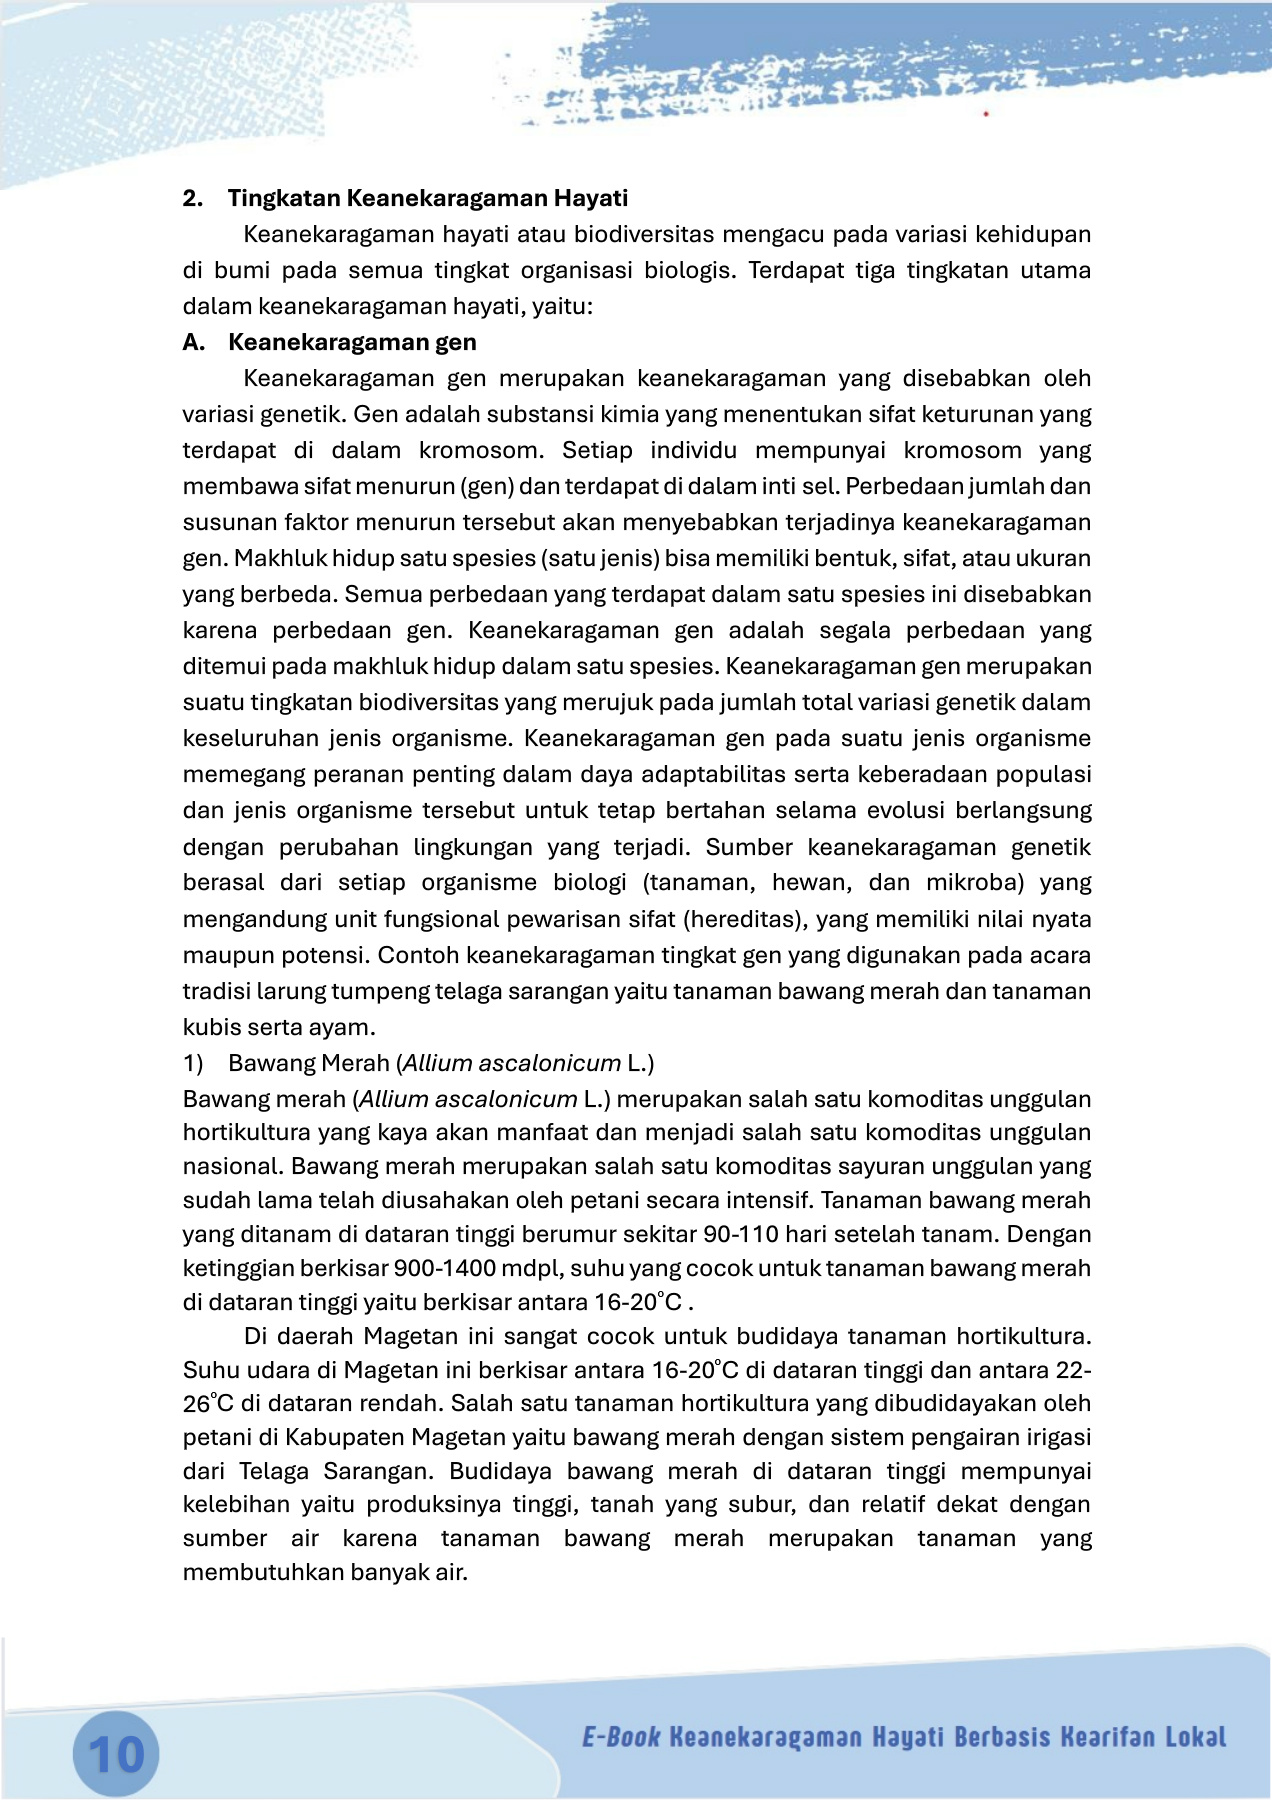 2. Tingkatan Keanekaragaman Hayati
Keanekaragaman hayati atau biodiversitas mengacu pada variasi kehidupan
di bumi pada semua tingkat organisasi biologis. Terdapat tiga tingkatan utama
dalam keanekaragaman hayati, yaitu:
A. Keanekaragaman gen
Keanekaragaman gen merupakan keanekaragaman yang disebabkan oleh
variasi genetik. Gen adalah substansi kimia yang menentukan sifat keturunan yang
terdapat di dalam kromosom. Setiap individu mempunyai kromosom yang
membawa sifat menurun (gen) dan terdapat di dalam inti sel. Perbedaan jumlah dan
susunan faktor menurun tersebut akan menyebabkan terjadinya keanekaragaman
gen. Makhluk hidup satu spesies (satu jenis) bisa memiliki bentuk, sifat, atau ukuran
yang berbeda. Semua perbedaan yang terdapat dalam satu spesies ini disebabkan
karena perbedaan gen. Keanekaragaman gen adalah segala perbedaan yang
ditemui pada makhluk hidup dalam satu spesies. Keanekaragaman gen merupakan
suatu tingkatan biodiversitas yang merujuk pada jumlah total variasi genetik dalam
keseluruhan jenis organisme. Keanekaragaman gen pada suatu jenis organisme
memegang peranan penting dalam daya adaptabilitas serta keberadaan populasi
dan jenis organisme tersebut untuk tetap bertahan selama evolusi berlangsung
dengan perubahan lingkungan yang terjadi. Sumber keanekaragaman genetik
berasal dari setiap organisme biologi (tanaman, hewan, dan mikroba) yang
mengandung unit fungsional pewarisan sifat (hereditas), yang memiliki nilai nyata
maupun potensi. Contoh keanekaragaman tingkat gen yang digunakan pada acara
tradisi larung tumpeng telaga sarangan yaitu tanaman bawang merah dan tanaman
kubis serta ayam.
1) Bawang Merah (Allium ascalonicum L.)
Bawang merah (Allium ascalonicum L.) merupakan salah satu komoditas unggulan
hortikultura yang kaya akan manfaat dan menjadi salah satu komoditas unggulan
nasional. Bawang merah merupakan salah satu komoditas sayuran unggulan yang
sudah lama telah diusahakan oleh petani secara intensif. Tanaman bawang merah
yang ditanam di dataran tinggi berumur sekitar 90-110 hari setelah tanam. Dengan
ketinggian berkisar 900-1400 mdpl, suhu yang cocok untuk tanaman bawang merah
di dataran tinggi yaitu berkisar antara 16-20°C .
Di daerah Magetan ini sangat cocok untuk budidaya tanaman hortikultura.
Suhu udara di Magetan ini berkisar antara 16-20°C di dataran tinggi dan antara 22-
26°C di dataran rendah. Salah satu tanaman hortikultura yang dibudidayakan oleh
petani di Kabupaten Magetan yaitu bawang merah dengan sistem pengairan irigasi
dari Telaga Sarangan. Budidaya bawang merah di dataran tinggi mempunyai
kelebihan yaitu produksinya tinggi, tanah yang subur, dan relatif dekat dengan
sumber air karena tanaman bawang merah merupakan tanaman yang
membutuhkan banyak air.
E-Book Keanekaragaman Hayati Berbasis Kearifan Lokal
10